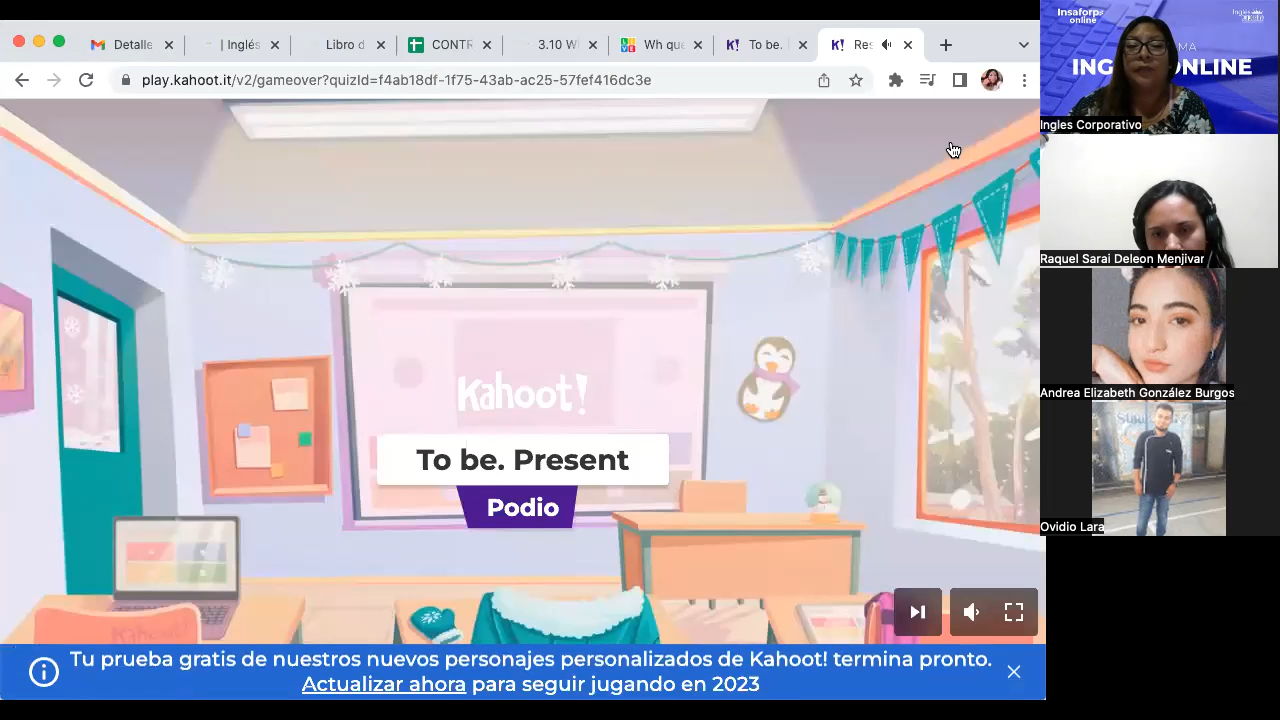 Detalle
| Inglés
Libro d
CONTR
3.10 W
Wh que
To be.
Res
play.kahoot.it/v2/gameover?quizId=f4ab18df-1f75-43ab-ac25-57fef416dc3e
Kahoot!
To be. Present
Podio
Tu prueba gratis de nuestros nuevos personajes personalizados de Kahoot! termina pronto.
Actualizar ahora para seguir jugando en 2023
Insaforp
online
Ingles Corporativo
Raquel Sarai Deleon Menjivar
Andrea Elizabeth González Burgos
Ovidio Lara